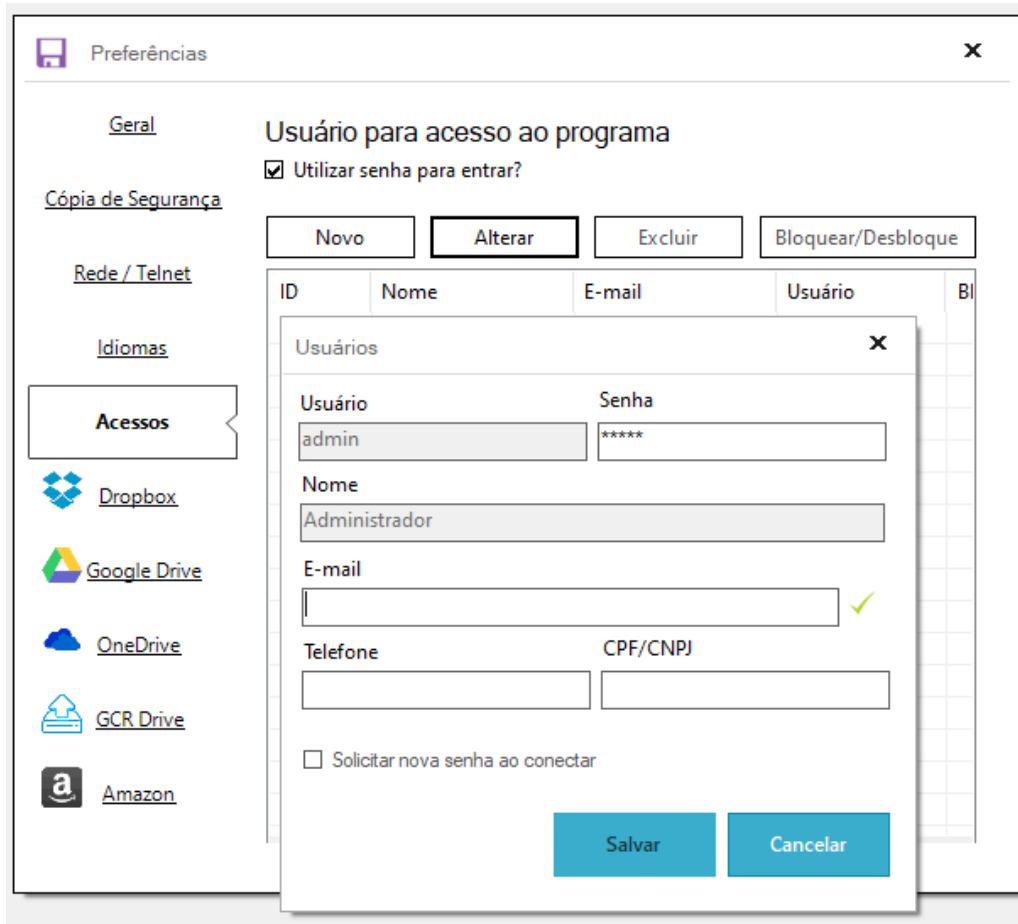 Preferências
Geral
Cópia de Segurança
Rede / Telnet
Idiomas
Acessos
Dropbox
Google Drive
OneDrive
GCR Drive
Amazon
Usuário para acesso ao programa
Utilizar senha para entrar?
Novo Alterar Excluir Bloquear/Desbloque
ID Nome E-mail Usuário Bl
Usuários
Usuário Senha
admin *****
Nome
Administrador
E-mail
Telefone CPF/CNPJ
Solicitar nova senha ao conectar
Salvar Cancelar